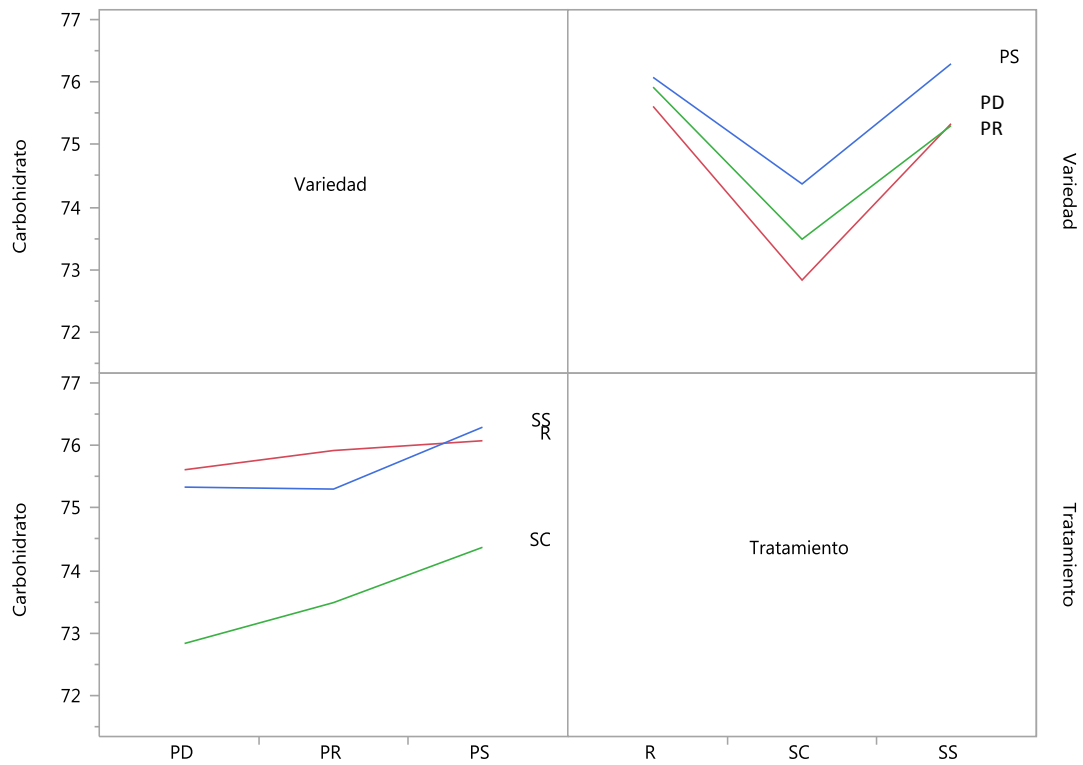 77
76
75
74
73
72
Carbohidrato
Variedad
PS
PD
PR
Variedad
77
76
75
74
73
72
Carbohidrato
SS
R
SC
Tratamiento
Tratamiento
PD PR PS R SC SS